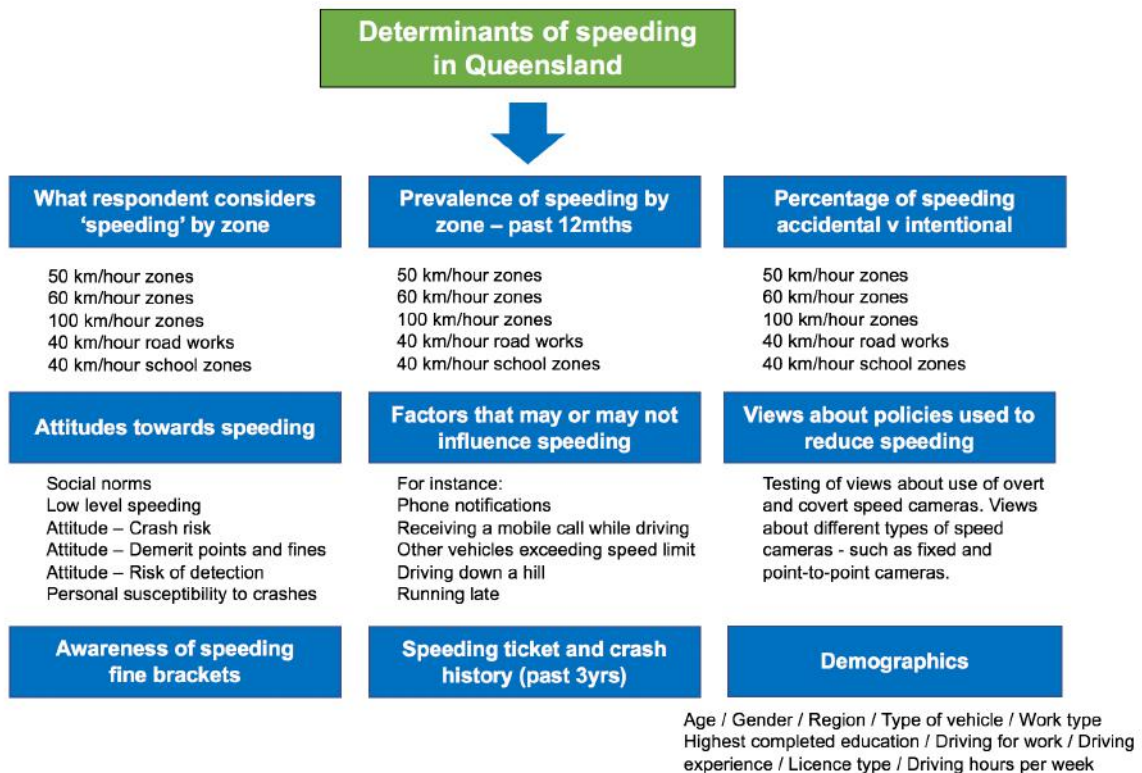 Determinants of speeding
in Queensland
What respondent considers
‘speeding’ by zone
50 km/hour zones
60 km/hour zones
100 km/hour zones
40 km/hour road works
40 km/hour school zones
Prevalence of speeding by
zone – past 12mths
50 km/hour zones
60 km/hour zones
100 km/hour zones
40 km/hour road works
40 km/hour school zones
Percentage of speeding
accidental v intentional
50 km/hour zones
60 km/hour zones
100 km/hour zones
40 km/hour road works
40 km/hour school zones
Attitudes towards speeding
Social norms
Low level speeding
Attitude – Crash risk
Attitude – Demerit points and fines
Attitude – Risk of detection
Personal susceptibility to crashes
Factors that may or may not
influence speeding
For instance:
Phone notifications
Receiving a mobile call while driving
Other vehicles exceeding speed limit
Driving down a hill
Running late
Views about policies used to
reduce speeding
Testing of views about use of overt
and covert speed cameras. Views
about different types of speed
cameras - such as fixed and
point-to-point cameras.
Awareness of speeding
fine brackets
Speeding ticket and crash
history (past 3yrs)
Demographics
Age / Gender / Region / Type of vehicle / Work type
Highest completed education / Driving for work / Driving
experience / Licence type / Driving hours per week